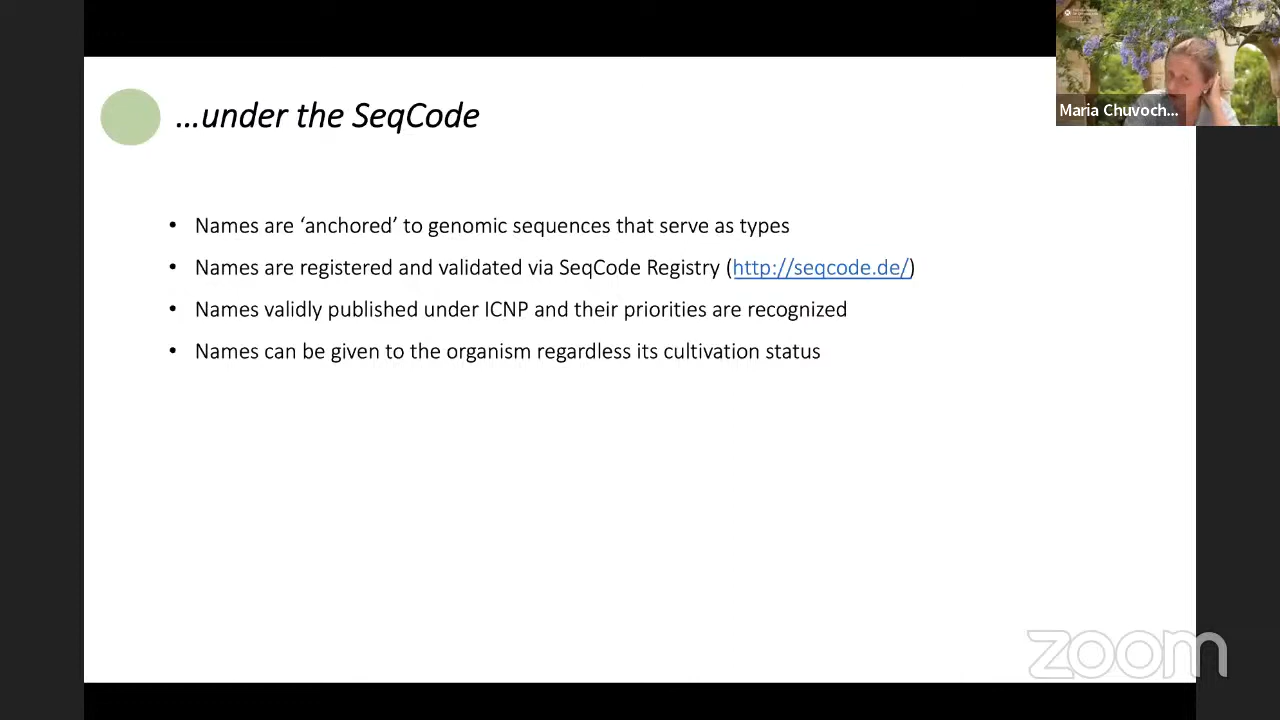 ...under the SeqCode
Maria Chuvoch...
• Names are ‘anchored’ to genomic sequences that serve as types
• Names are registered and validated via SeqCode Registry (http://seqcode.de/)
• Names validly published under ICNP and their priorities are recognized
• Names can be given to the organism regardless its cultivation status
zoom